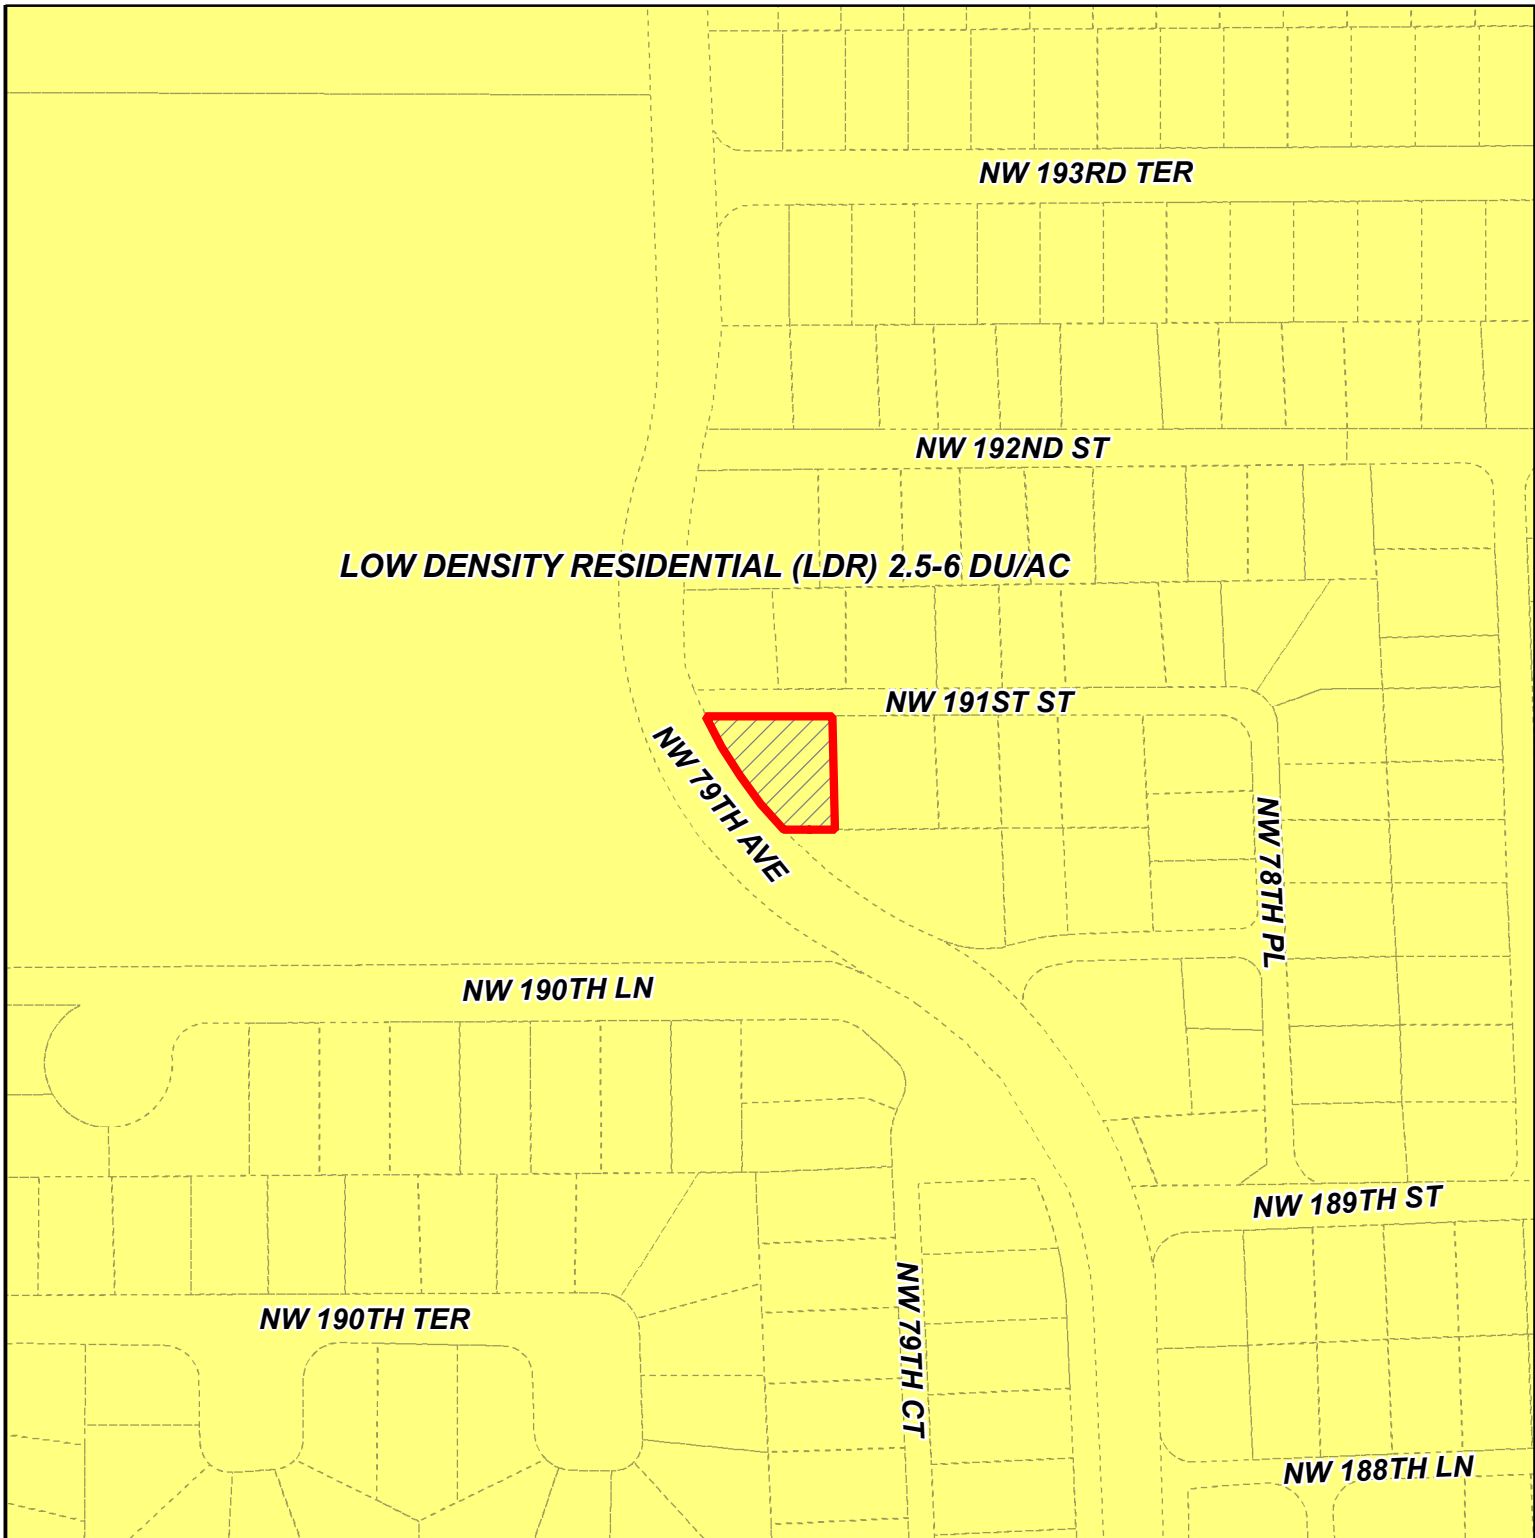 NW 193RD TER
NW 192ND ST
LOW DENSITY RESIDENTIAL (LDR) 2.5-6 DU/AC
NW 191ST ST
NW 79TH AVE
NW 78TH PL
NW 190TH LN
NW 189TH ST
NW 190TH TER
NW 79TH CT
NW 188TH LN